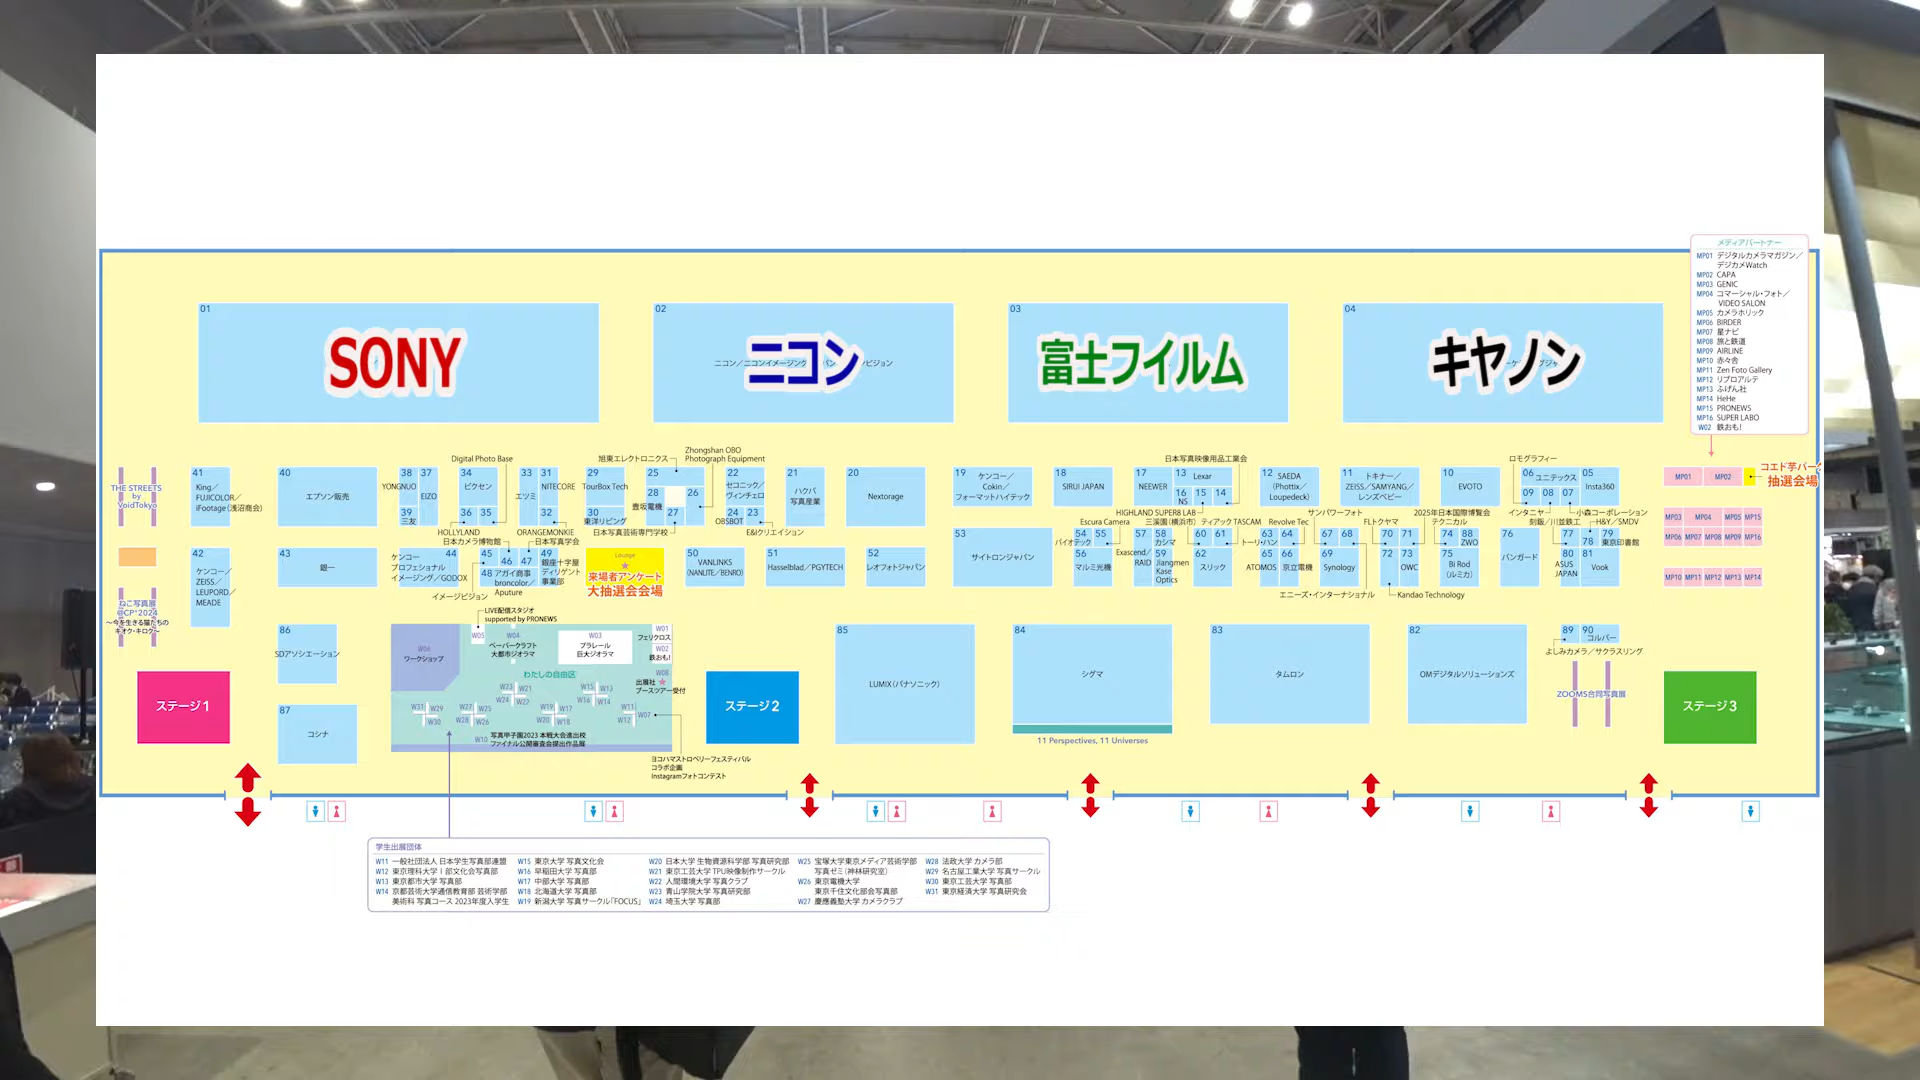 01
SONY
02
ニコン
03
富士フイルム
04
キヤノン
メディアパートナー
MP01 デジタルカメラマガジン／
デジカメWatch
MP02 CAPA
MP03 GENIC
MP04 コマーシャル・フォト／
VIDEO SALON
MP05 カメラホリック
MP06 BIRDER
MP07 星ナビ
MP08 旅と鉄道
MP09 AIRLINE
MP10 赤々舎
MP11 Zen Foto Gallery
MP12 リブロアルテ
MP13 ふげん社
MP14 HeHe
MP15 PRONEWS
MP16 SUPER LABO
W02 鉄おも!
THE STREETS
by
VoidTokyo
41
King／
FUJICOLOR／
iFootage（浅沼商会）
40
エプソン販売
38 37
YONGNUO
EIZO
39
三友
Digital Photo Base
34
ビクセン
36 35
HOLLYLAND
33 31
エツミ
NITECORE
32
ORANGEMONKIE
29
TourBox Tech
30
東洋リビング
旭東エレクトロニクス
Zhongshan OBO
Photograph Equipment
25
28
26
豊坂電機
27
日本写真芸術専門学校
22
セコニック／
ヴィンチェロ
24 23
OBSBOT
E&Iクリエイション
21
ハクバ
写真産業
20
Nextorage
19
ケンコー／
Cokin／
フォーマットハイテック
18
SIRUI JAPAN
日本写真映像用品工業会
17
NEEWER
13
Lexar
16 15 14
NS
HIGHLAND SUPER8 LAB
12
SAEDA
(Phottix／
Loupedeck)
11
トキナー／
ZEISS／SAMYANG／
レンズベビー
10
EVOTO
ロモグラフィー
06
ユニテックス
05
Insta360
09 08 07
インタニヤ
小森コーポレーション
刻販／川並鉄工
H&Y／SMDV
MP01
MP02
コエド芋パーク
抽選会場
MP03 MP04 MP05 MP15
MP06 MP07 MP08 MP09 MP16
MP10 MP11 MP12 MP13 MP14
42
ケンコー／
ZEISS／
LEUPORD／
MEADE
43
銀一
ケンコー
プロフェショナル
イメージング／GODOX
44
日本カメラ博物館
日本写真学会
45
46 47
48
アガイ商事
broncolor／
Aputure
イメージビジョン
49
銀座十字屋
ディリゲント
事業部
Lounge
来場者アンケート
大抽選会会場
50
VANLINKS
（NANLITE／BENRO）
51
Hasselblad／PGYTECH
52
レオフォトジャパン
53
サイトロンジャパン
Escura Camera
54 55
バイオテック
56
マルミ光機
三溪園（横浜市）
57 58
カシマ
Exascend/
RAID
59
Jiangmen
Kase
Optics
ティアック TASCAM
60 61
62
スリック
Revolve Tec
63 64
トーリ・ハン
65 66
ATOMOS
京立電機
エニーズ・インターナショナル
サンパワーフォト
67 68
69
Synology
FLトクヤマ
70 71
72 73
OWC
Kandao Technology
2025年日本国際博覧会
テクニカル
74 88
ZWO
75
Bi Rod
(ルミカ)
76
バンガード
77
78
79
東京印書館
80
ASUS
JAPAN
81
Vook
ねこ写真展
@CP⁺2024
～今を生きる猫たちの
キオク・キロク～
86
SDアソシエーション
87
コシナ
ステージ1
LIVE配信スタジオ
supported by PRONEWS
W06
ワークショップ
W05
W04
ペーパークラフト
大都市ジオラマ
W03
プラレール
巨大ジオラマ
W01
フェリクロス
W02
鉄おも!
わたしの自由区
W08
出展社
ブースツアー受付
W23 W21
W24 W22
W15 W13
W16 W14
W31 W29
W30
W27 W25
W28 W26
W19 W17
W20 W18
W11
W12
W07
W10
写真甲子園2023 本戦大会進出校
ファイナル公開審査会提出作品展
ヨコハマストロベリーフェスティバル
コラボ企画
Instagramフォトコンテスト
ステージ2
85
LUMIX（パナソニック）
84
シグマ
11 Perspectives, 11 Universes
83
タムロン
82
OMデジタルソリューションズ
89 90
コルパー
よしみカメラ／サクラスリング
ZOOMS合同写真展
ステージ3
学生出展団体
W11 一般社団法人 日本学生写真部連盟
W12 東京理科大学Ⅰ部文化会写真部
W13 東京都市大学 写真部
W14 京都芸術大学通信教育部 芸術学部
美術科 写真コース 2023年度入学生
W15 東京大学 写真文化会
W16 早稲田大学 写真部
W17 中部大学 写真部
W18 北海道大学 写真部
W19 新潟大学 写真サークル「FOCUS」
W20 日本大学 生物資源科学部 写真研究部
W21 東京工芸大学 TPU映像制作サークル
W22 人間環境大学 写真クラブ
W23 青山学院大学 写真研究部
W24 埼玉大学 写真部
W25 宝塚大学東京メディア芸術学部
写真ゼミ（神林研究室）
W26 東京電機大学
東京千住文化部会写真部
W27 慶應義塾大学 カメラクラブ
W28 法政大学 カメラ部
W29 名古屋工業大学 写真サークル
W30 東京工芸大学 写真部
W31 東京経済大学 写真研究会